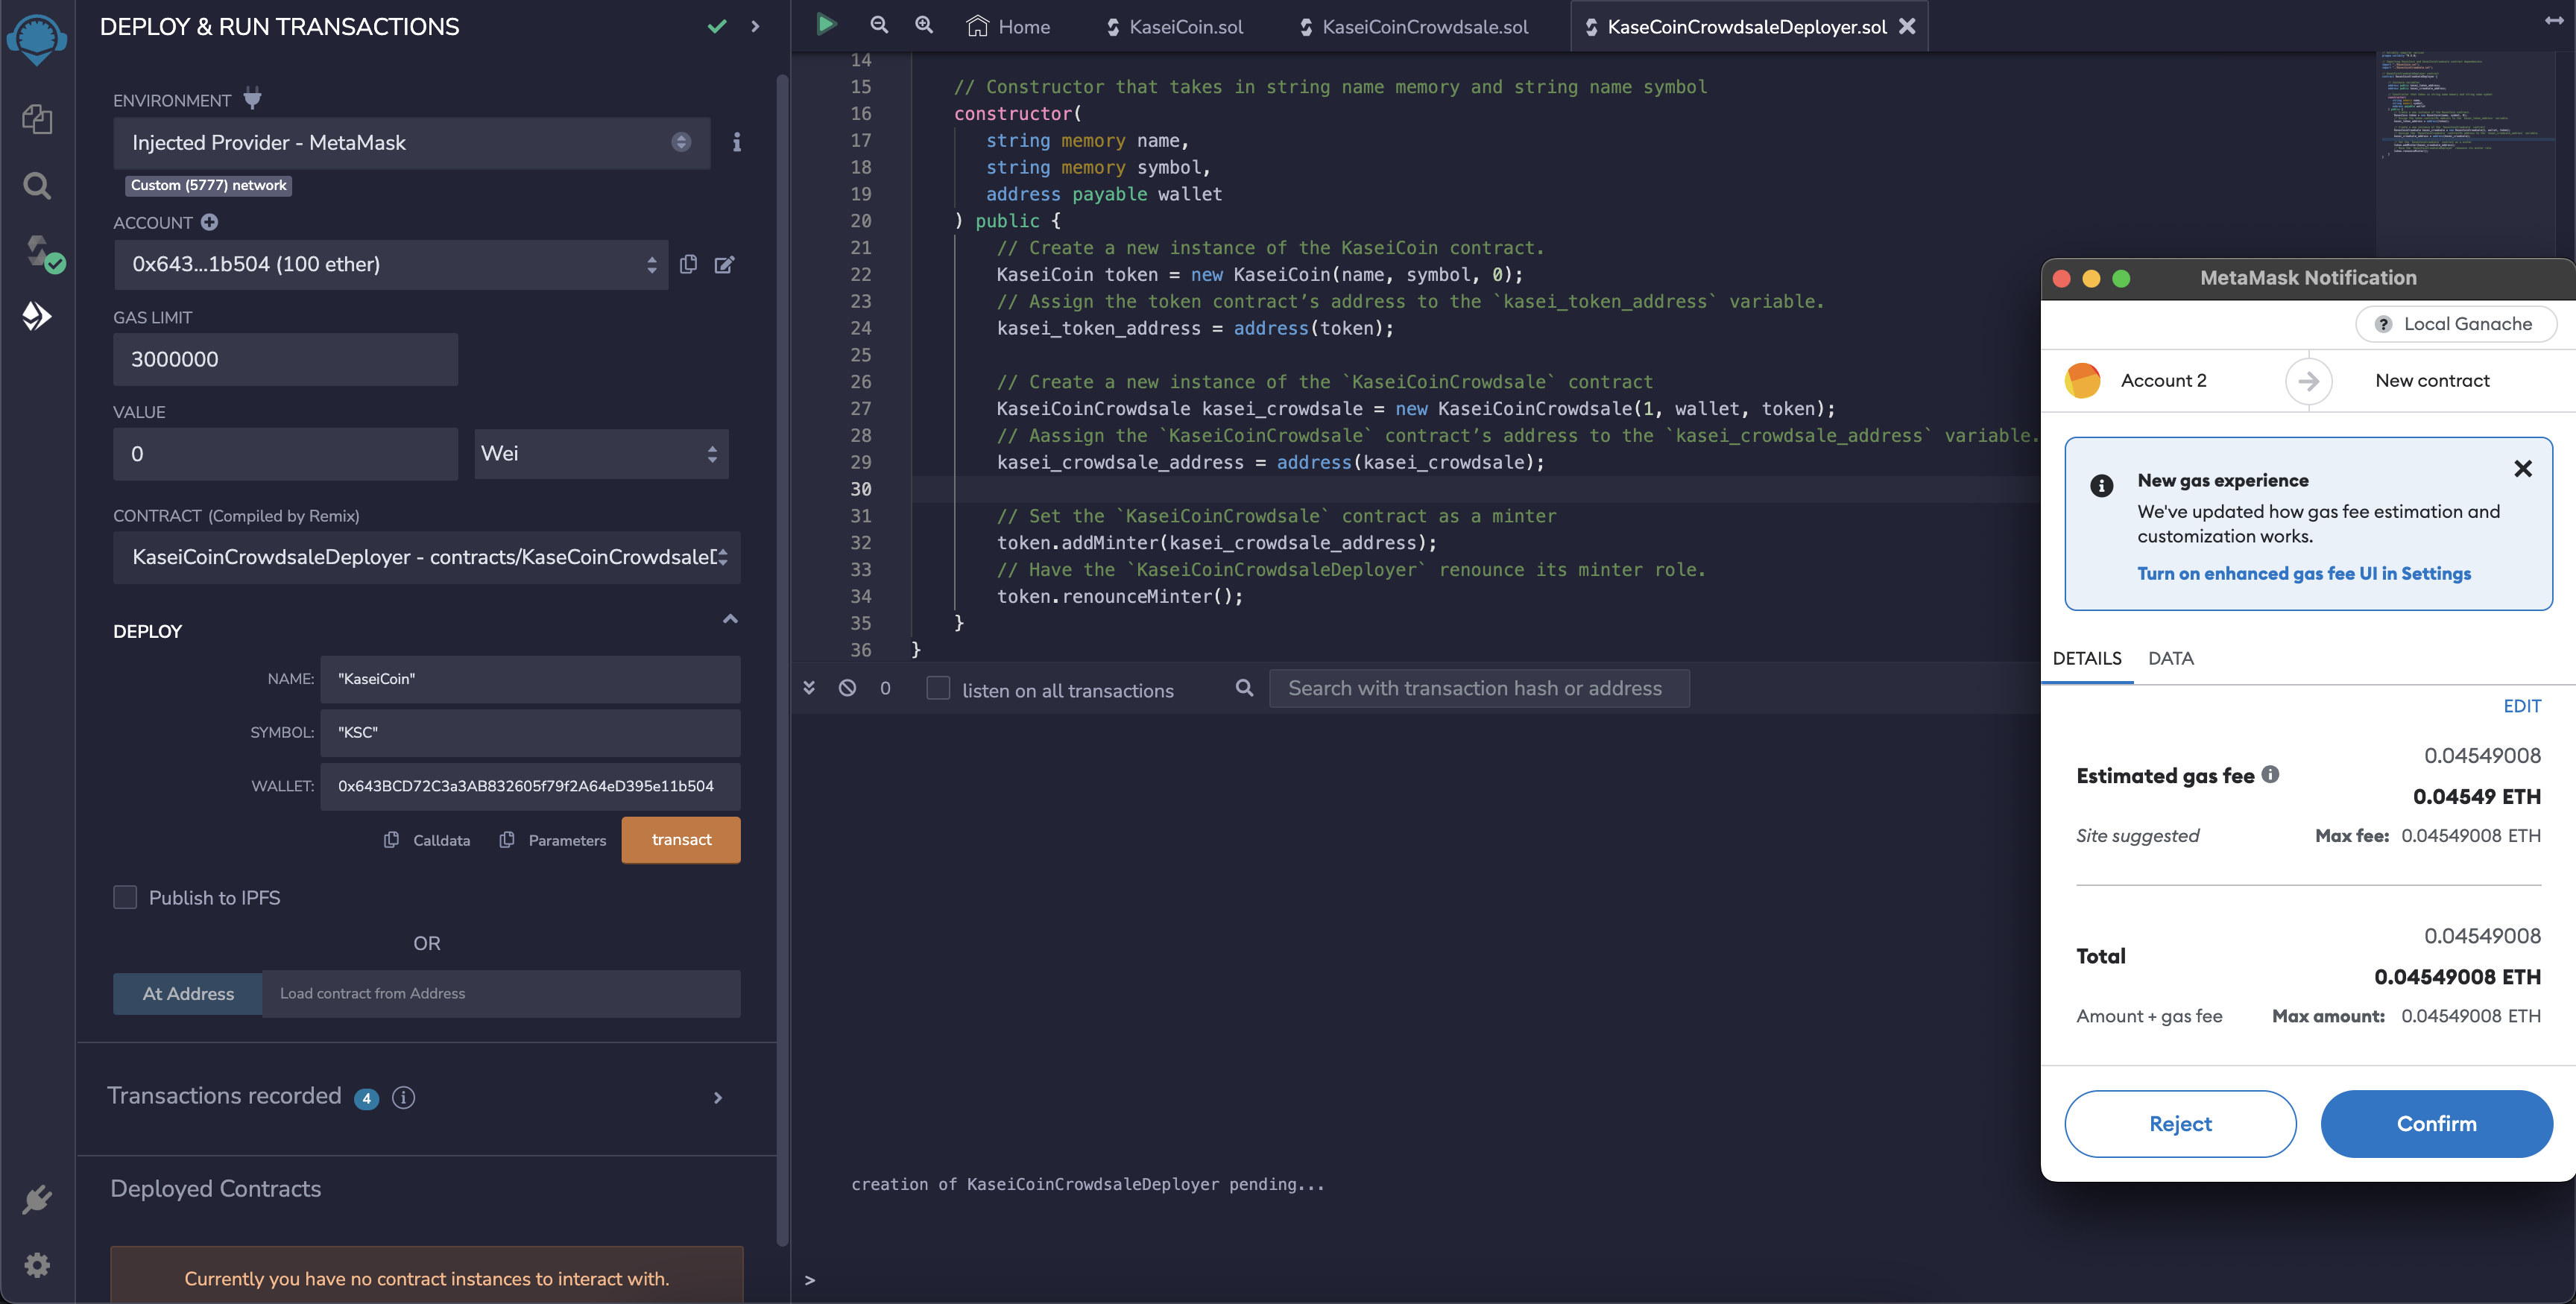 DEPLOY & RUN TRANSACTIONS
ENVIRONMENT
Injected Provider - MetaMask
Custom (5777) network
ACCOUNT
0x643...1b504 (100 ether)
GAS LIMIT
3000000
VALUE
0
Wei
CONTRACT (Compiled by Remix)
KaseiCoinCrowdsaleDeployer - contracts/KaseCoinCrowdsaleD
DEPLOY
NAME: "KaseiCoin"
SYMBOL: "KSC"
WALLET: 0x643BCD72C3a3AB832605f79f2A64eD395e11b504
Calldata Parameters transact
Publish to IPFS
OR
At Address Load contract from Address
Transactions recorded 4
Deployed Contracts
Currently you have no contract instances to interact with.
Home KaseiCoin.sol KaseiCoinCrowdsale.sol KaseCoinCrowdsaleDeployer.sol
14
15 // Constructor that takes in string name memory and string name symbol
16 constructor(
17 string memory name,
18 string memory symbol,
19 address payable wallet
20 ) public {
21 // Create a new instance of the KaseiCoin contract.
22 KaseiCoin token = new KaseiCoin(name, symbol, 0);
23 // Assign the token contract’s address to the `kasei_token_address` variable.
24 kasei_token_address = address(token);
25
26 // Create a new instance of the `KaseiCoinCrowdsale` contract
27 KaseiCoinCrowdsale kasei_crowdsale = new KaseiCoinCrowdsale(1, wallet, token);
28 // Aassign the `KaseiCoinCrowdsale` contract’s address to the `kasei_crowdsale_address` variable.
29 kasei_crowdsale_address = address(kasei_crowdsale);
30
31 // Set the `KaseiCoinCrowdsale` contract as a minter
32 token.addMinter(kasei_crowdsale_address);
33 // Have the `KaseiCoinCrowdsaleDeployer` renounce its minter role.
34 token.renounceMinter();
35 }
36 }
0 listen on all transactions Search with transaction hash or address
creation of KaseiCoinCrowdsaleDeployer pending...
>
MetaMask Notification
Local Ganache
Account 2 New contract
New gas experience
We've updated how gas fee estimation and
customization works.
Turn on enhanced gas fee UI in Settings
DETAILS DATA
EDIT
0.04549008
Estimated gas fee
0.04549 ETH
Site suggested Max fee: 0.04549008 ETH
0.04549008
Total
0.04549008 ETH
Amount + gas fee Max amount: 0.04549008 ETH
Reject Confirm